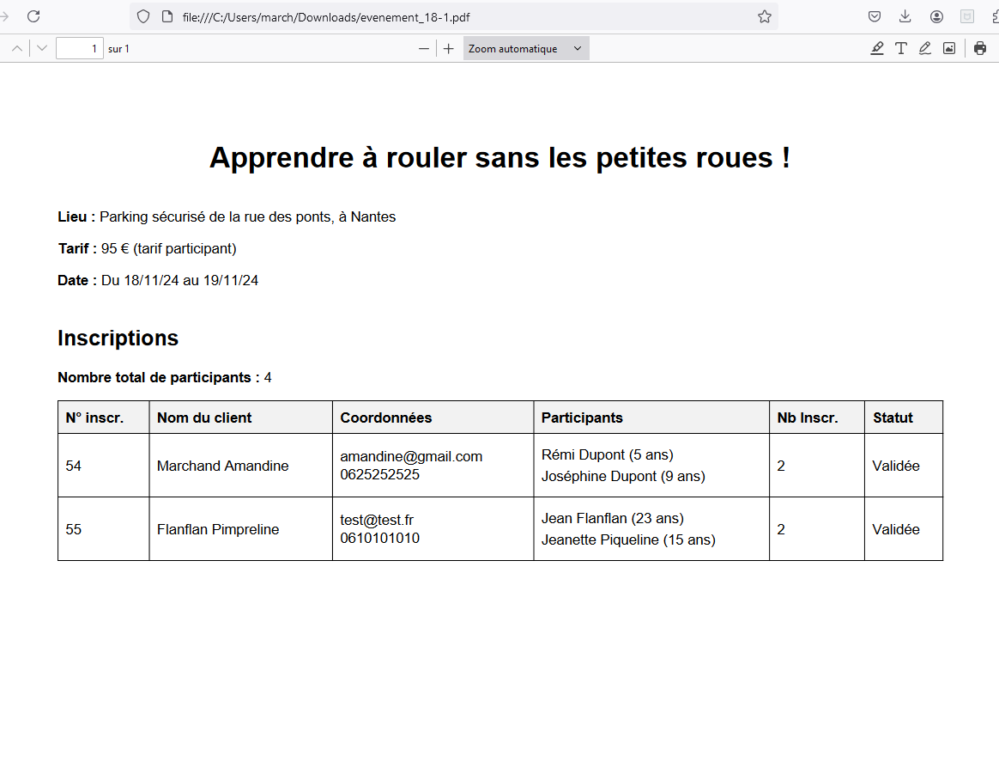 file:///C:/Users/march/Downloads/evenement_18-1.pdf
1 sur 1
Zoom automatique
Apprendre à rouler sans les petites roues !
Lieu : Parking sécurisé de la rue des ponts, à Nantes
Tarif : 95 € (tarif participant)
Date : Du 18/11/24 au 19/11/24
Inscriptions
Nombre total de participants : 4
N° inscr. Nom du client Coordonnées Participants Nb Inscr. Statut
54 Marchand Amandine amandine@gmail.com Rémi Dupont (5 ans) 2 Validée
0625252525 Joséphine Dupont (9 ans)
55 Flanflan Pimpreline test@test.fr Jean Flanflan (23 ans) 2 Validée
0610101010 Jeanette Piqueline (15 ans)